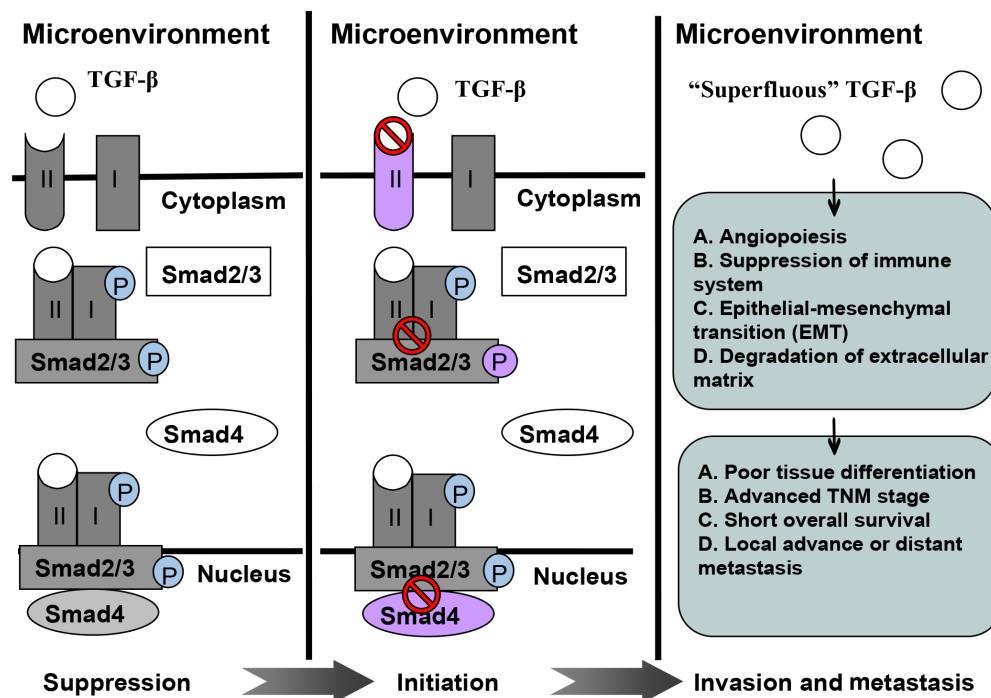 Microenvironment
TGF-β
II
I
Cytoplasm
Smad2/3
II
I
P
Smad2/3
P
Smad4
II
I
P
Smad2/3
P
Nucleus
Smad4
Suppression
Microenvironment
TGF-β
II
I
Cytoplasm
Smad2/3
II
I
P
Smad2/3
P
Smad4
II
I
P
Smad2/3
P
Nucleus
Smad4
Initiation
Microenvironment
“Superfluous” TGF-β
A. Angiopoiesis
B. Suppression of immune
system
C. Epithelial-mesenchymal
transition (EMT)
D. Degradation of extracellular
matrix
A. Poor tissue differentiation
B. Advanced TNM stage
C. Short overall survival
D. Local advance or distant
metastasis
Invasion and metastasis